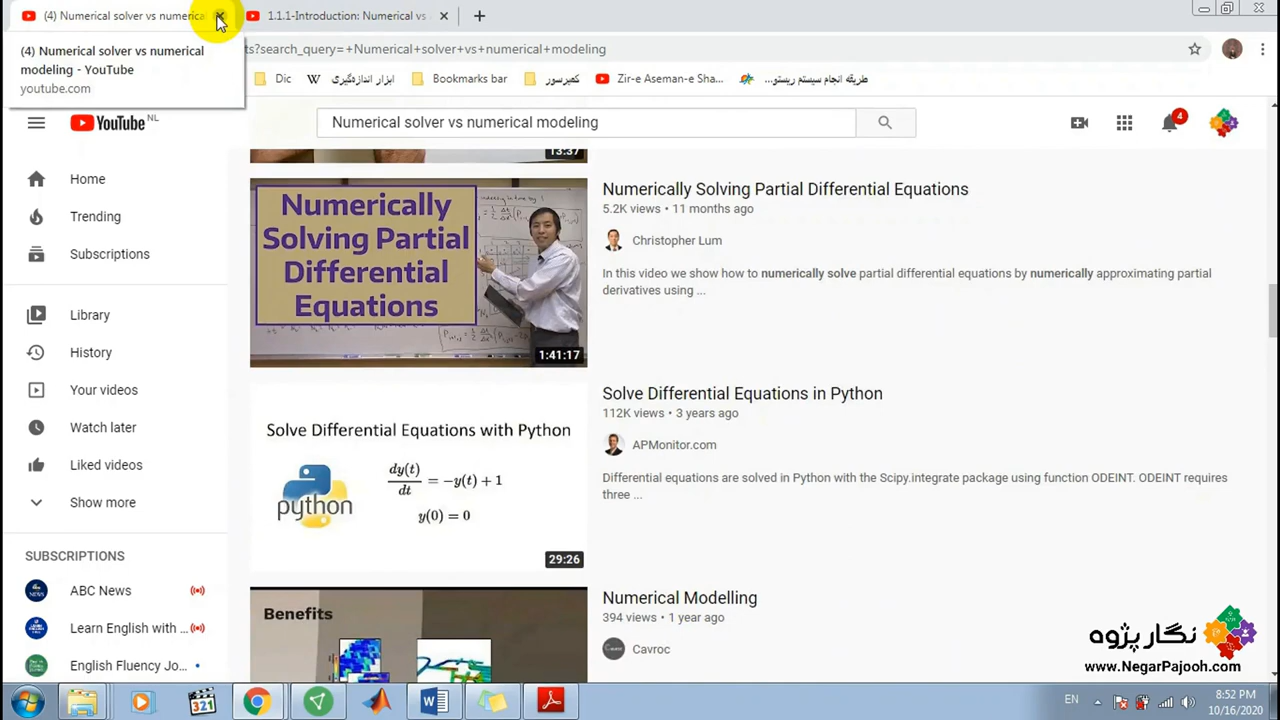 (4) Numerical solver vs numerica
1.1.1-Introduction: Numerical vs
(4) Numerical solver vs numerical
modeling - YouTube
youtube.com
ts?search_query=+Numerical+solver+vs+numerical+modeling
Dic
ابزار اندازه‌گیری
Bookmarks bar
کمپرسور
Zir-e Aseman-e Sha...
طریقه انجام سیستم ریستو...
YouTube NL
Numerical solver vs numerical modeling
4
13:37
Home
Trending
Subscriptions
Library
History
Your videos
Watch later
Liked videos
Show more
SUBSCRIPTIONS
ABC News
Learn English with ...
English Fluency Jo...
Numerically
Solving Partial
Differential
Equations
1:41:17
Numerically Solving Partial Differential Equations
5.2K views • 11 months ago
Christopher Lum
In this video we show how to numerically solve partial differential equations by numerically approximating partial
derivatives using ...
Solve Differential Equations with Python
python
dy(t)/dt = -y(t) + 1
y(0) = 0
29:26
Solve Differential Equations in Python
112K views • 3 years ago
APMonitor.com
Differential equations are solved in Python with the Scipy.integrate package using function ODEINT. ODEINT requires
three ...
Benefits
Numerical Modelling
394 views • 1 year ago
Cavroc
نگار پژوه
www.NegarPajooh.com
321
EN
8:52 PM
10/16/2020